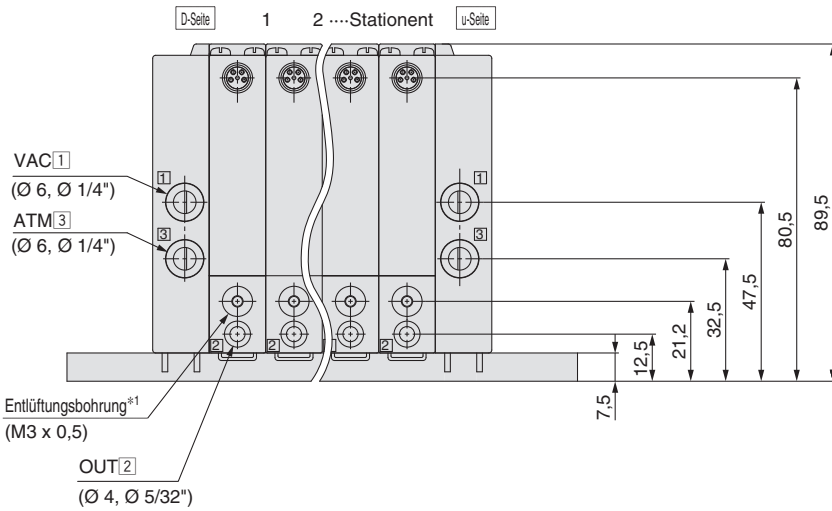 D-Seite 1 2 ····Stationent u-Seite
VAC 1
(Ø 6, Ø 1/4")
ATM 3
(Ø 6, Ø 1/4")
1
3
1
3
2
2
2
Entlüftungsbohrung*1
(M3 x 0,5)
OUT 2
(Ø 4, Ø 5/32")
7,5
12,5
21,2
32,5
47,5
80,5
89,5